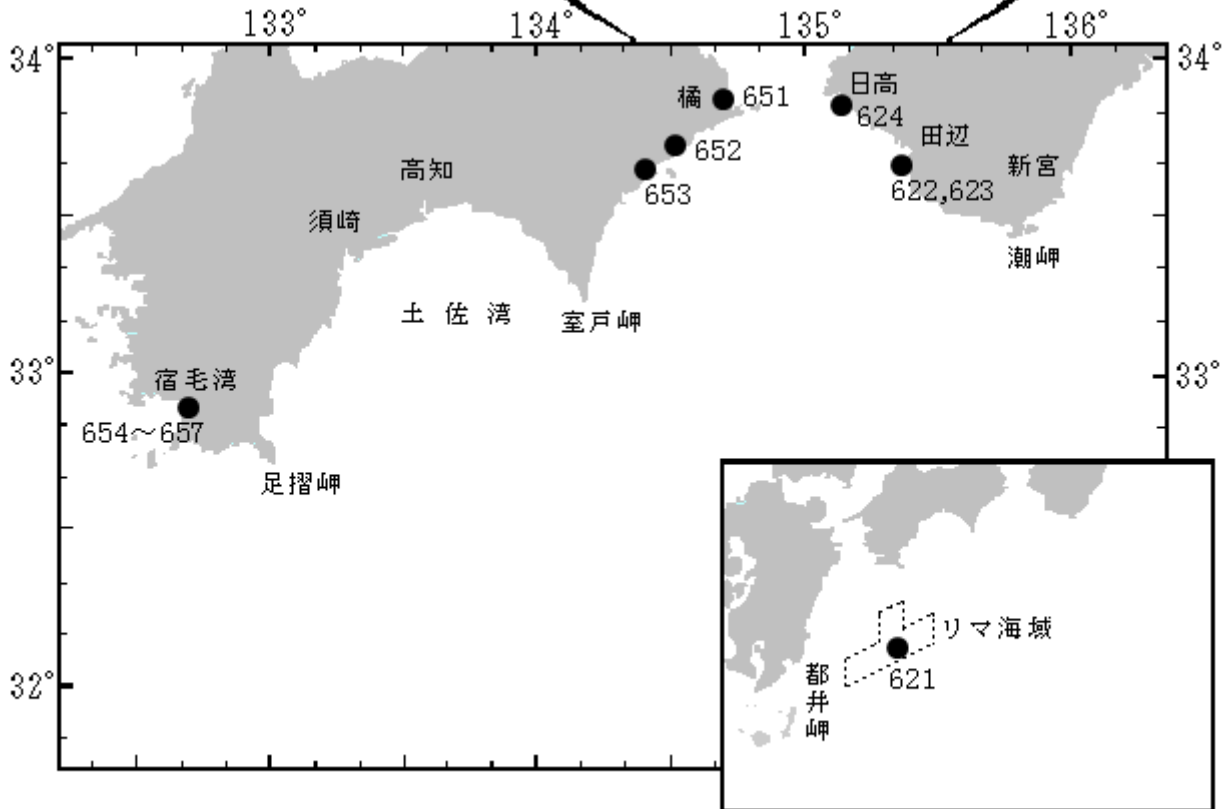 133° 134° 135° 136°
34° 34°
日高
橘 651
624
田辺
652
高知 新宮
653 622,623
須崎
潮岬
土佐湾 室戸岬
33° 33°
宿毛湾
654～657
足摺岬
リマ海域
621
都井岬
32°